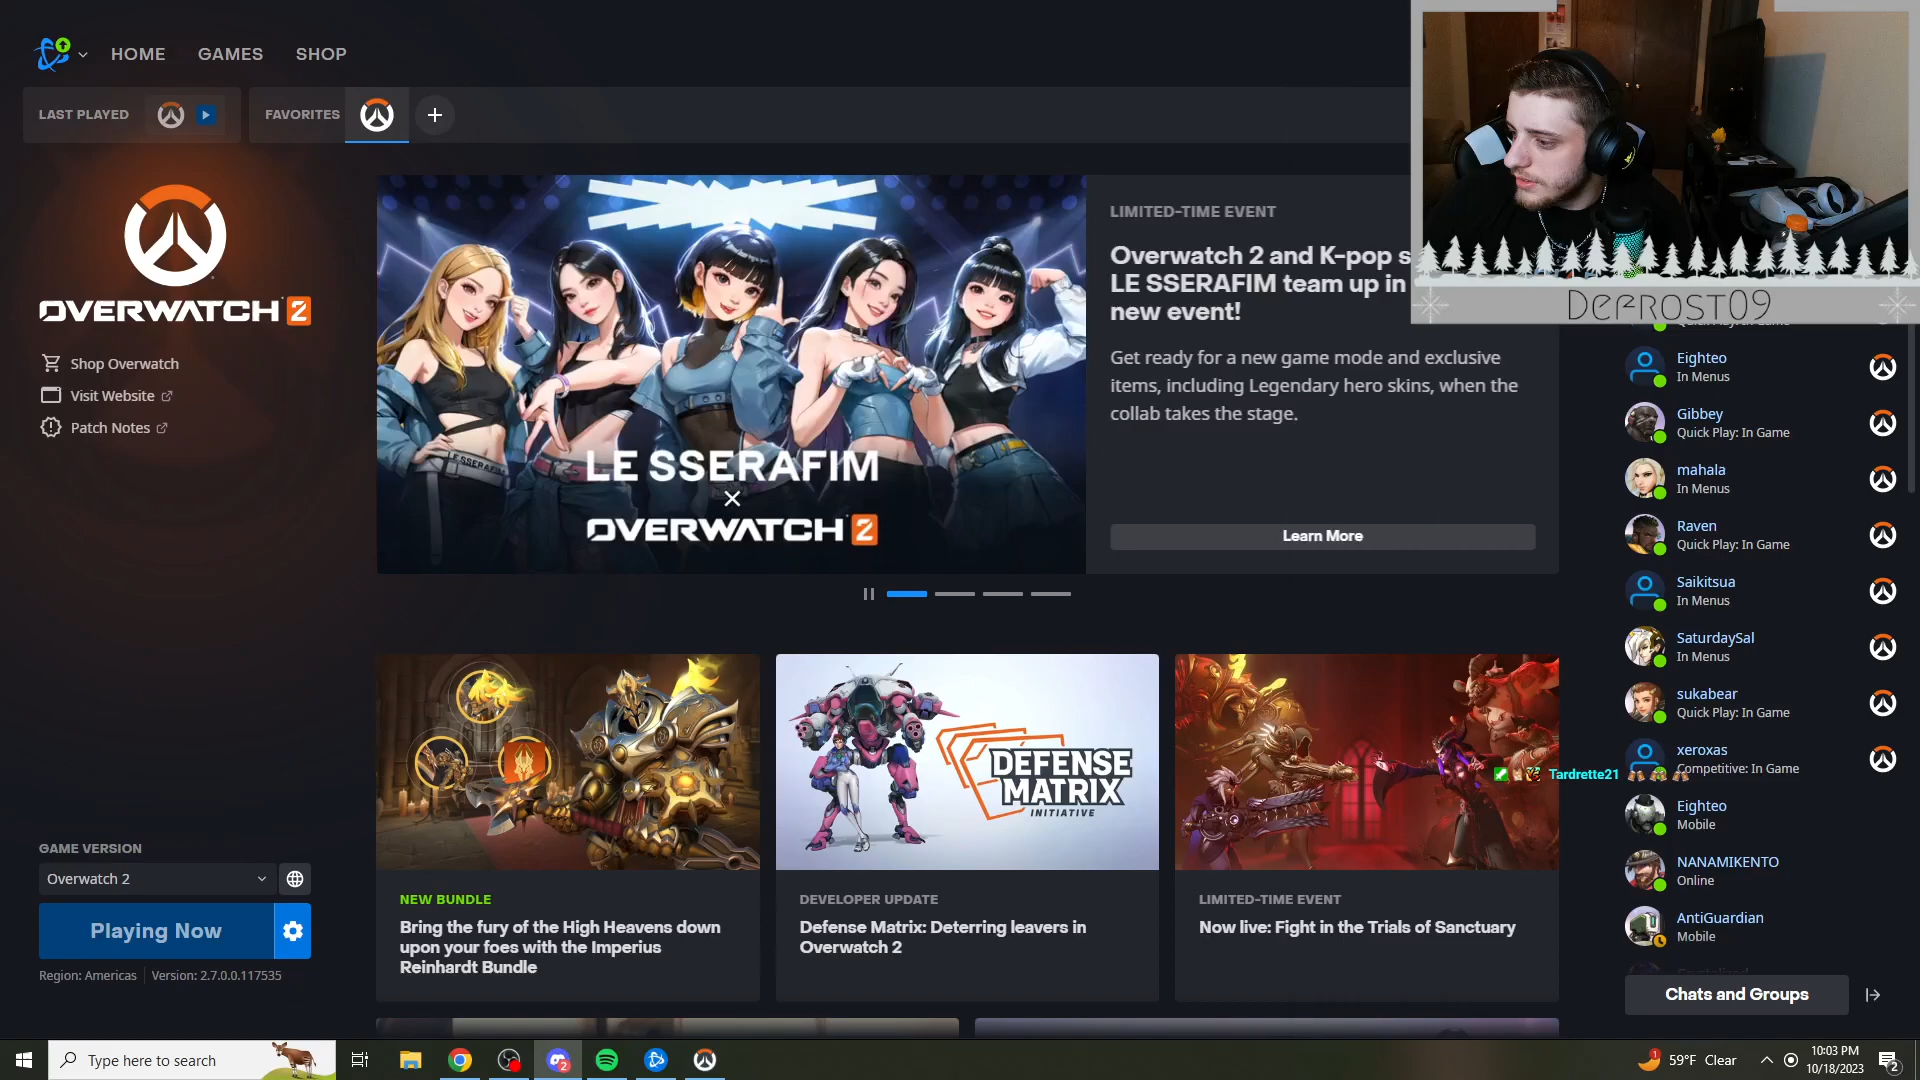 HOME
GAMES
SHOP
LAST PLAYED
FAVORITES
OVERWATCH 2
Shop Overwatch
Visit Website
Patch Notes
LE SSERAFIM
LE SSERAFIM
OVERWATCH 2
LIMITED-TIME EVENT
Overwatch 2 and K-pop s
LE SSERAFIM team up in
new event!
Get ready for a new game mode and exclusive
items, including Legendary hero skins, when the
collab takes the stage.
Learn More
DEFROST09
Eighteo
In Menus
Gibbey
Quick Play: In Game
mahala
In Menus
Raven
Quick Play: In Game
Saikitsua
In Menus
SaturdaySal
In Menus
sukabear
Quick Play: In Game
xeroxas
Competitive: In Game
Tardrette21
Eighteo
Mobile
NANAMIKENTO
Online
AntiGuardian
Mobile
Chats and Groups
DEFENSE
MATRIX
INITIATIVE
NEW BUNDLE
Bring the fury of the High Heavens down
upon your foes with the Imperius
Reinhardt Bundle
DEVELOPER UPDATE
Defense Matrix: Deterring leavers in
Overwatch 2
LIMITED-TIME EVENT
Now live: Fight in the Trials of Sanctuary
GAME VERSION
Overwatch 2
Playing Now
Region: Americas
Version: 2.7.0.0.117535
Type here to search
2
1
59°F Clear
10:03 PM
10/18/2023
2